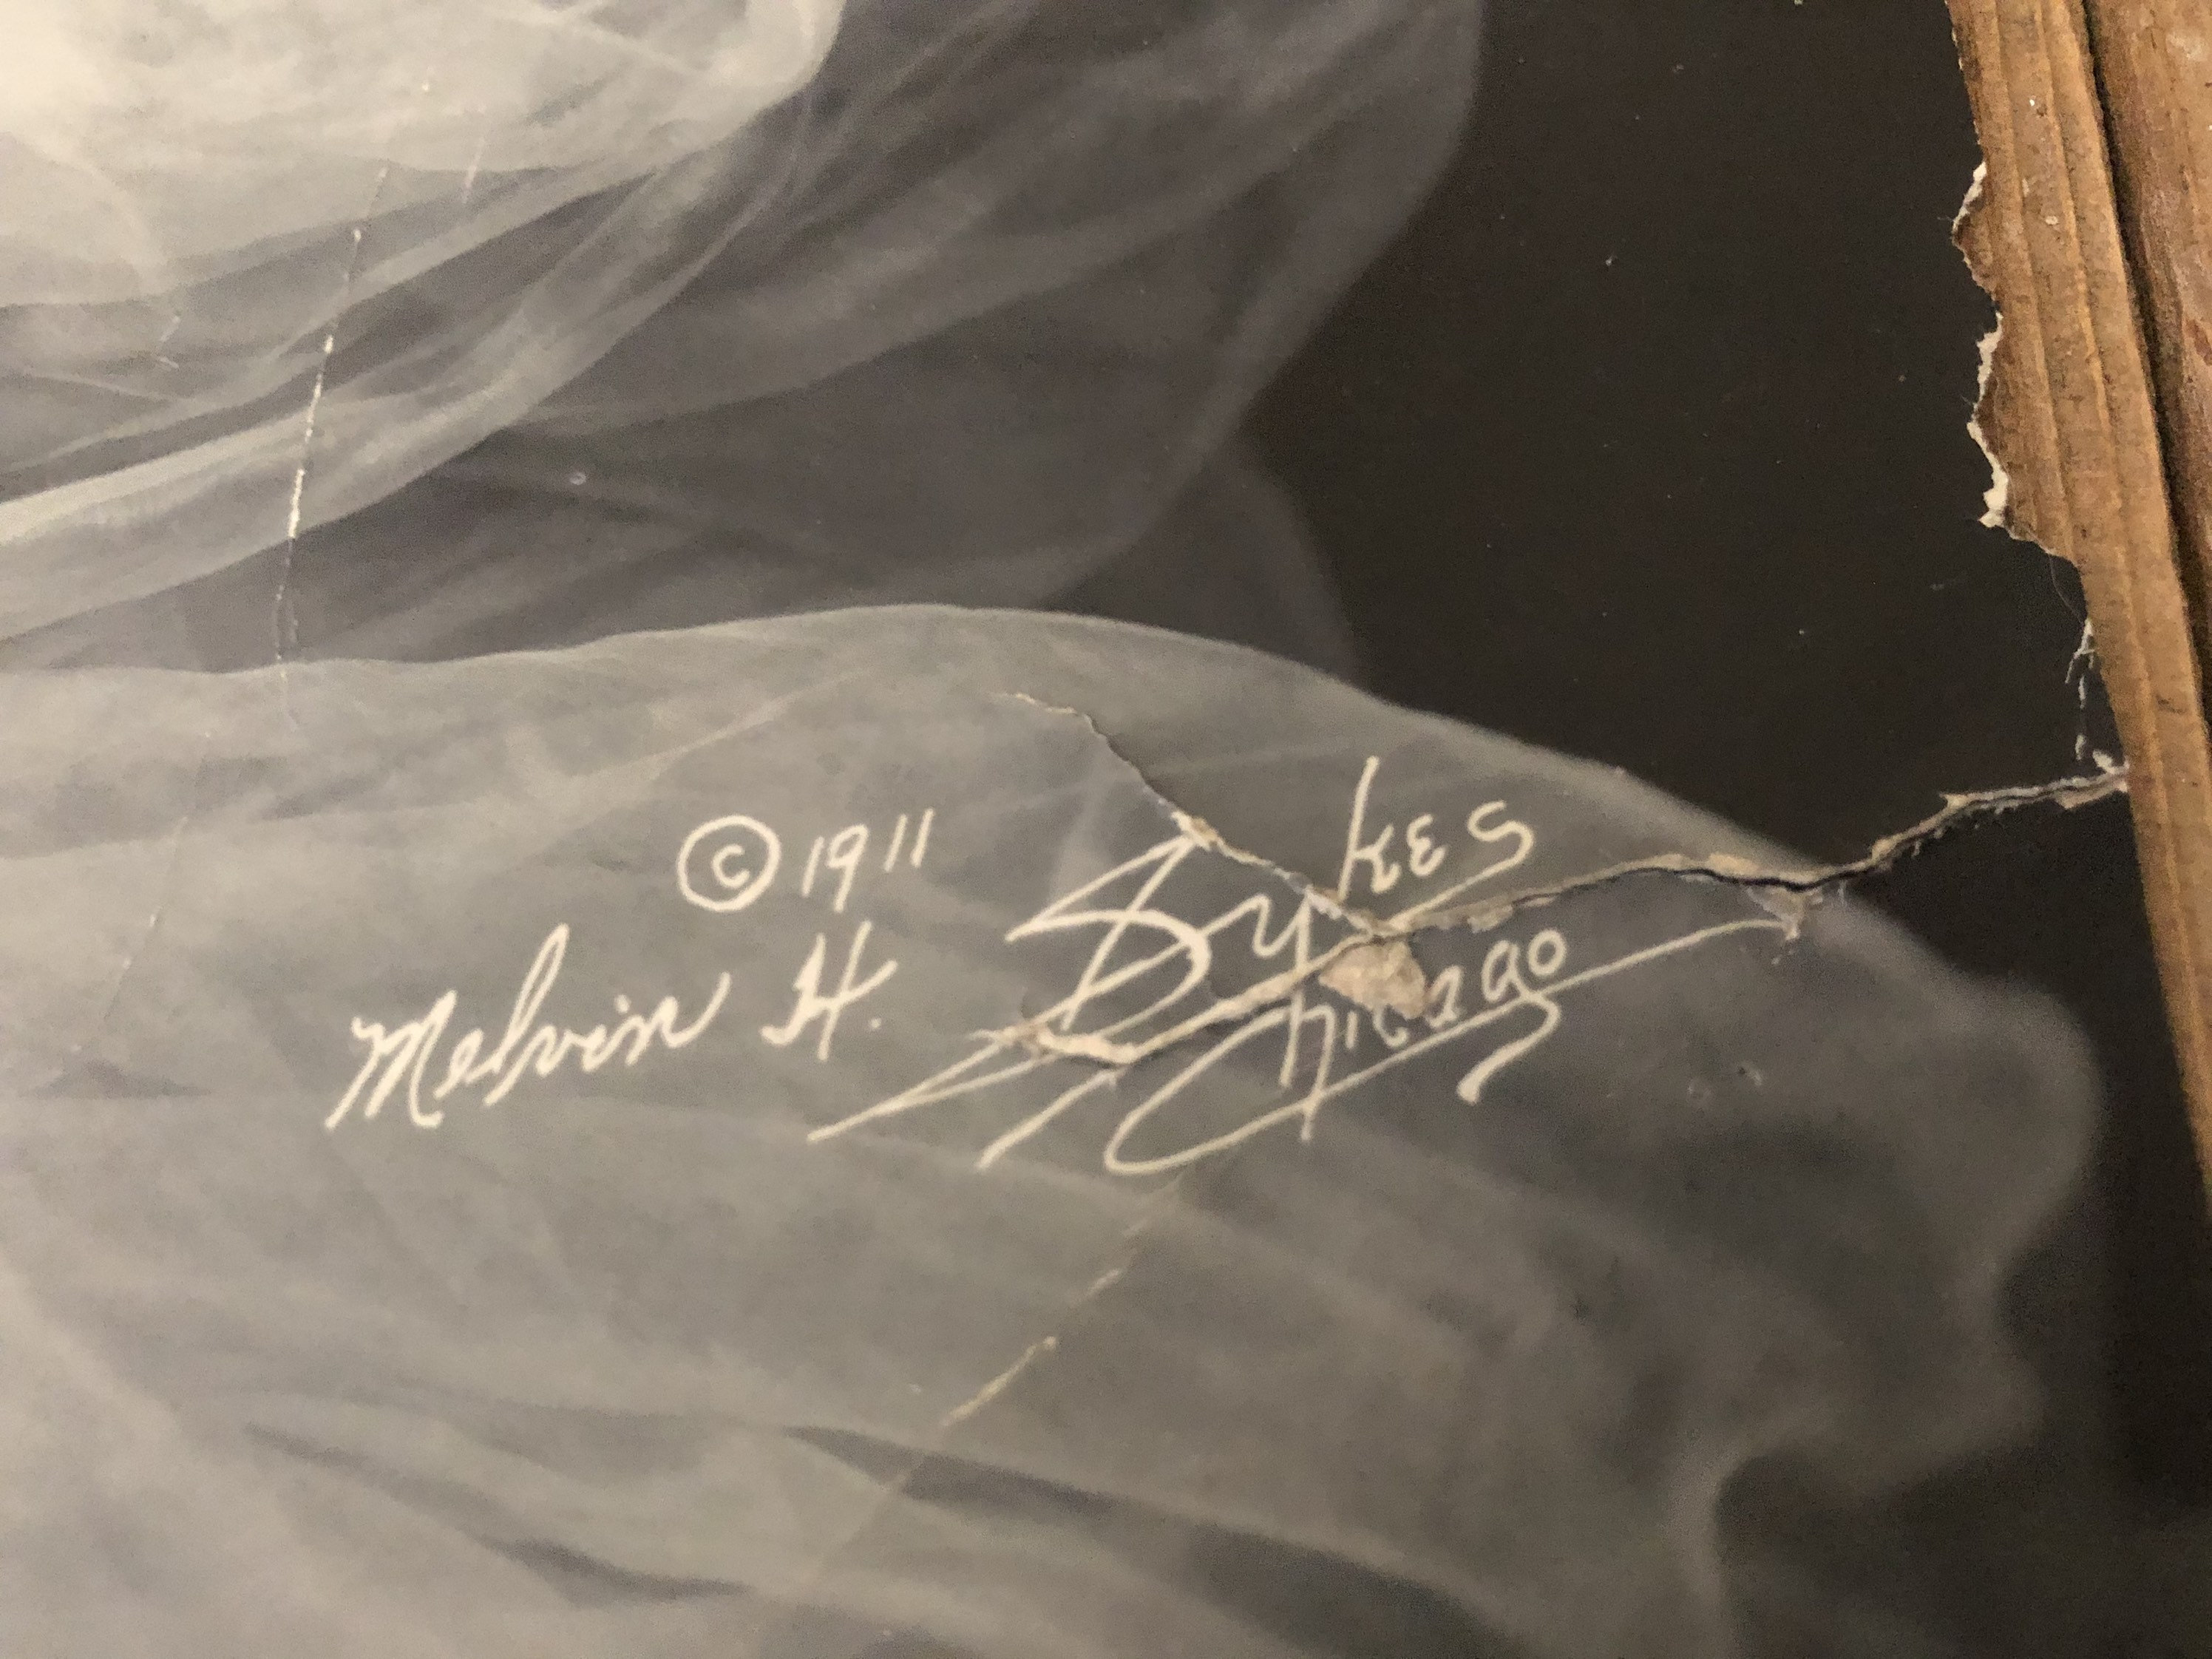 © 1911
Melvin H. Sykes
Chicago